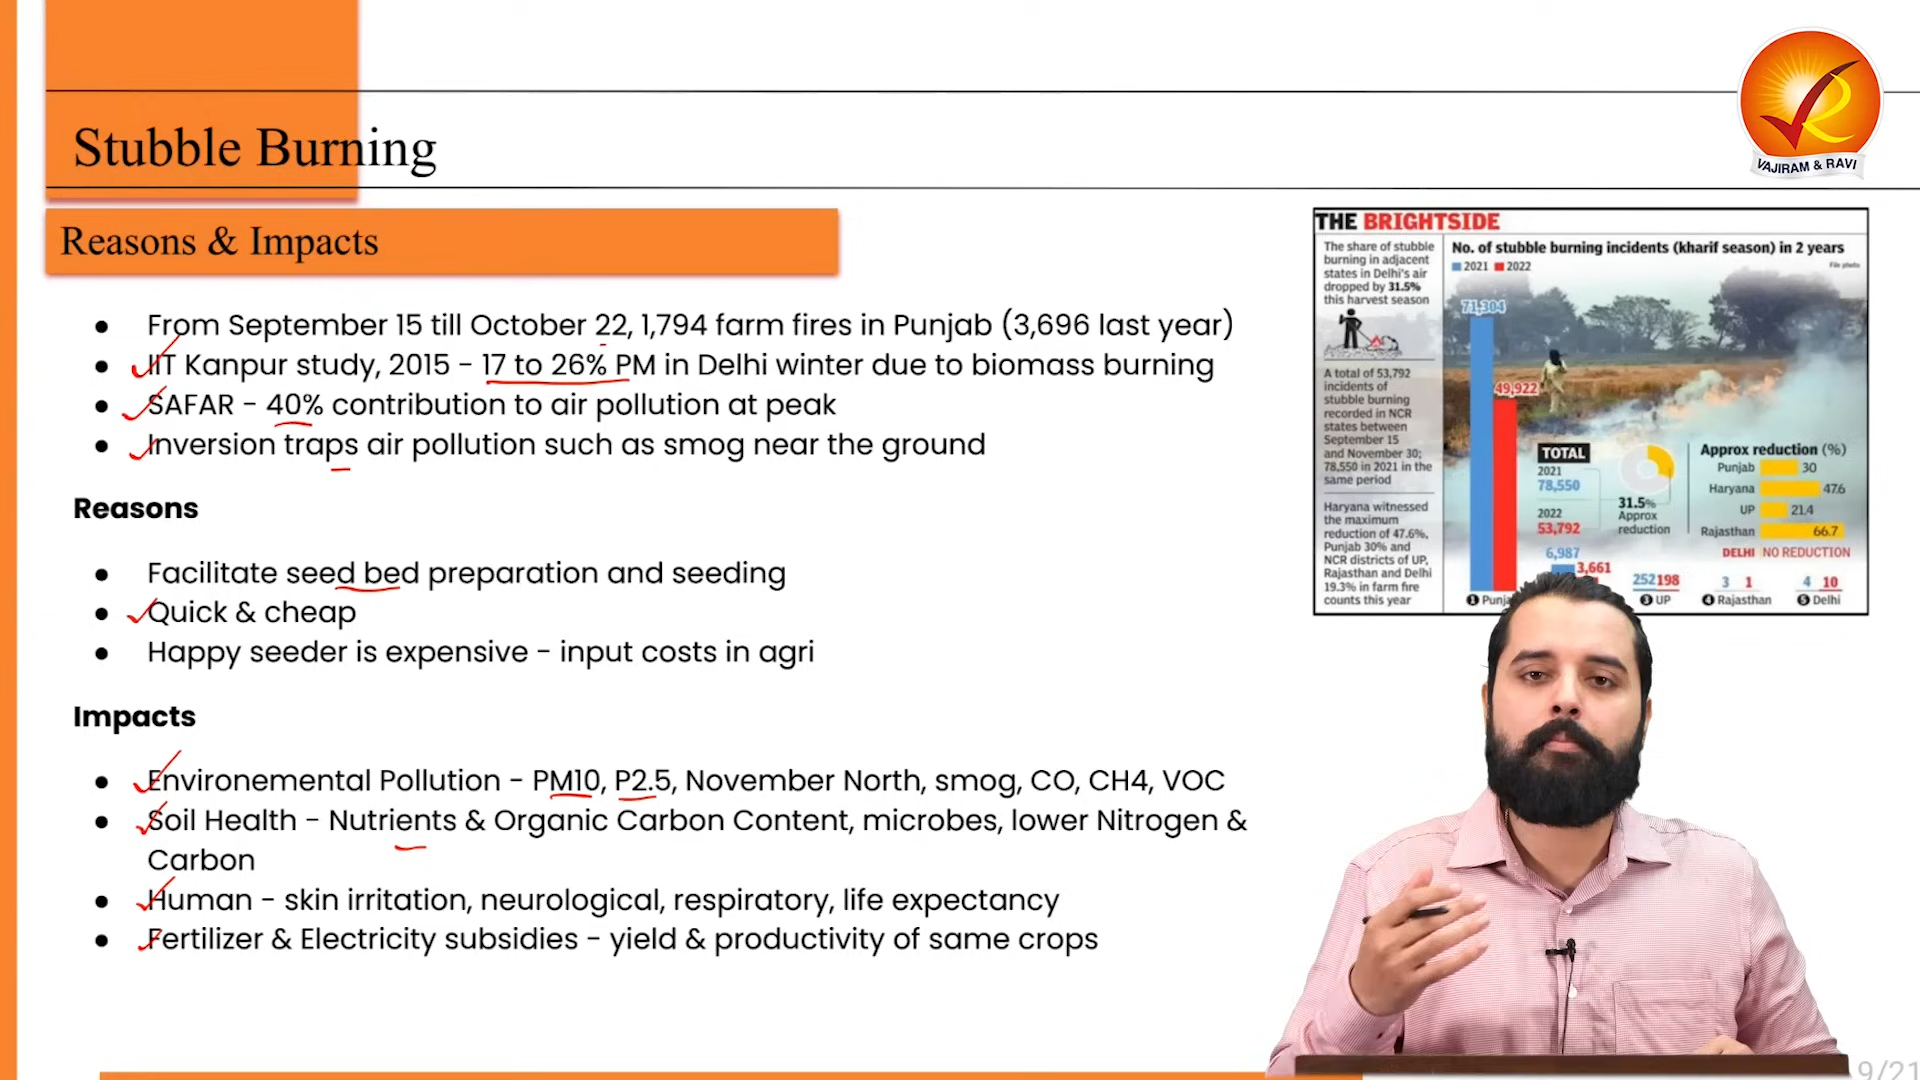 Stubble Burning
VAJIRAM & RAVI
Reasons & Impacts
● From September 15 till October 22, 1,794 farm fires in Punjab (3,696 last year)
● IIT Kanpur study, 2015 - 17 to 26% PM in Delhi winter due to biomass burning
● SAFAR - 40% contribution to air pollution at peak
● Inversion traps air pollution such as smog near the ground
Reasons
● Facilitate seed bed preparation and seeding
● Quick & cheap
● Happy seeder is expensive - input costs in agri
Impacts
● Environemental Pollution - PM10, P2.5, November North, smog, CO, CH4, VOC
● Soil Health - Nutrients & Organic Carbon Content, microbes, lower Nitrogen &
Carbon
● Human - skin irritation, neurological, respiratory, life expectancy
● Fertilizer & Electricity subsidies - yield & productivity of same crops
THE BRIGHTSIDE
The share of stubble
burning in adjacent
states in Delhi's air
dropped by 31.5%
this harvest season
A total of 53,792
incidents of
stubble burning
recorded in NCR
states between
September 15
and November 30;
78,550 in 2021 in the
same period
Haryana witnessed
the maximum
reduction of 47.6%,
Punjab 30% and
NCR districts of UP,
Rajasthan and Delhi
19.3% in farm fire
counts this year
No. of stubble burning incidents (kharif season) in 2 years
2021 2022
File photo
71,304
49,922
TOTAL
2021
78,550
2022
53,792
31.5%
Approx
reduction
Approx reduction (%)
Punjab 30
Haryana 47.6
UP 21.4
Rajasthan 66.7
DELHI NO REDUCTION
6,987
3,661
252 198
3 1
4 10
1
3 UP
4 Rajasthan
5 Delhi
9/21